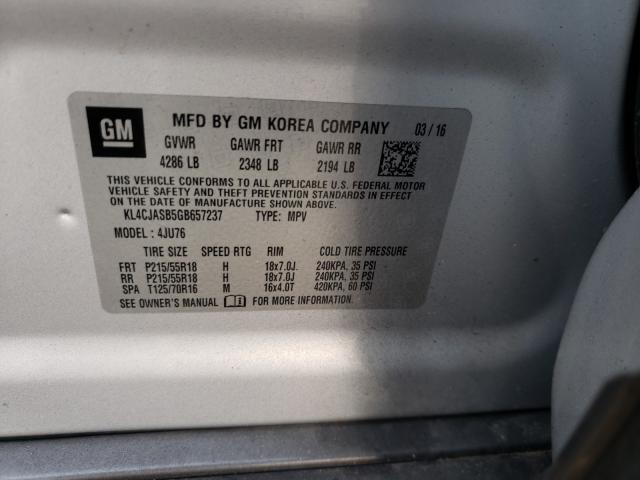 GM
MFD BY GM KOREA COMPANY 03/16
GVWR GAWR FRT GAWR RR
4286 LB 2348 LB 2194 LB
THIS VEHICLE CONFORMS TO ALL APPLICABLE U.S. FEDERAL MOTOR
VEHICLE SAFETY AND THEFT PREVENTION STANDARDS IN EFFECT
ON THE DATE OF MANUFACTURE SHOWN ABOVE.
KL4CJASB5GB657237 TYPE: MPV
MODEL: 4JU76
TIRE SIZE SPEED RTG RIM COLD TIRE PRESSURE
FRT P215/55R18 H 18x7.0J. 240KPA, 35 PSI
RR P215/55R18 H 18x7.0J 240KPA, 35 PSI
SPA T125/70R16 M 16x4.0T 420KPA, 60 PSI
SEE OWNER'S MANUAL FOR MORE INFORMATION.